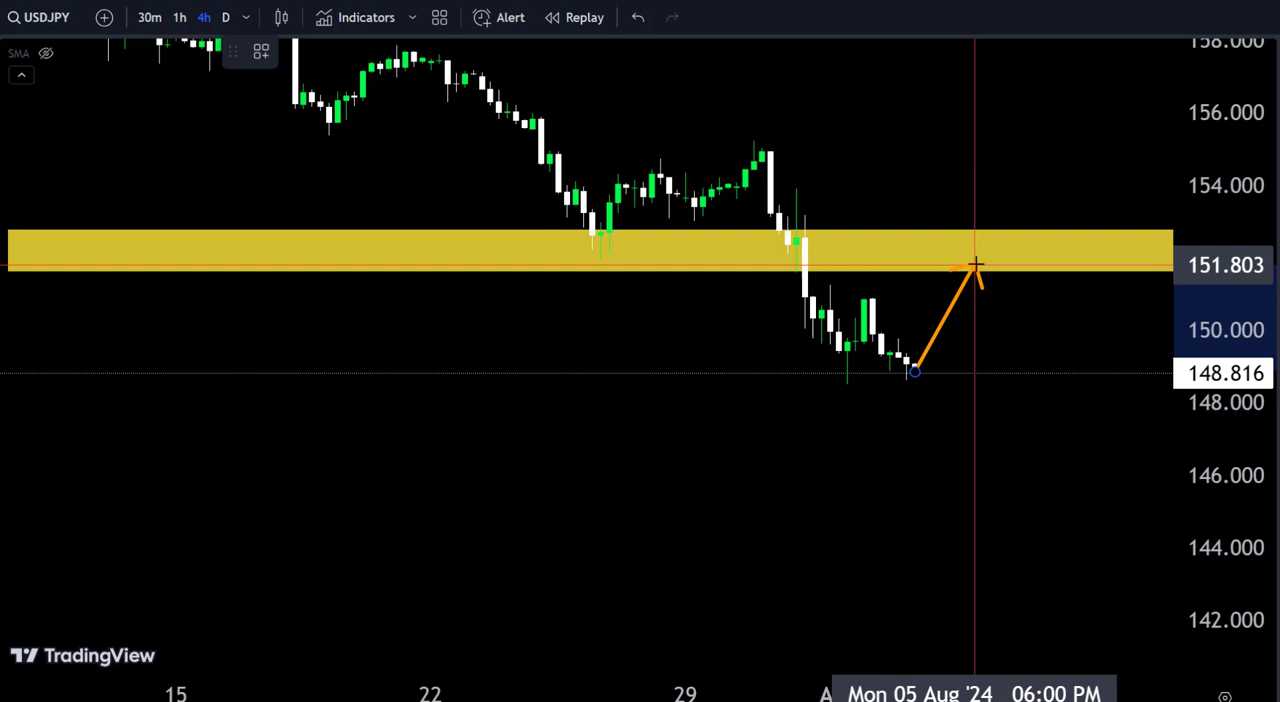 USDJPY 30m 1h 4h D Indicators Alert Replay
SMA
158.000
156.000
154.000
151.803
150.000
148.816
148.000
146.000
144.000
142.000
TradingView
15 22 29 A Mon 05 Aug '24 06:00 PM